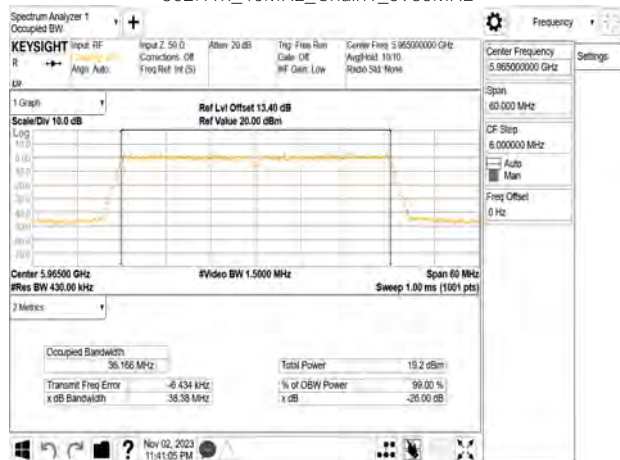 Spectrum Analyzer 1
Occupied BW
Frequency
KEYSIGHT Input: RF
R
Align: Auto
Input Z: 50 Ω
Corrections: Off
Freq Ref: Int (S)
Atten: 20 dB
Trig: Free Run
Gate: Off
#IF Gain: Low
Center Freq: 5.965000000 GHz
Avg|Hold: 10/10
Radio Std: None
Center Frequency
5.965000000 GHz
Settings
Span
60.000 MHz
CF Step
6.000000 MHz
Auto
Man
Freq Offset
0 Hz
1 Graph
Scale/Div 10.0 dB
Ref Lvl Offset 13.40 dB
Ref Value 20.00 dBm
Log
Center 5.96500 GHz
#Res BW 430.00 kHz
#Video BW 1.5000 MHz
Span 60 MHz
Sweep 1.00 ms (1001 pts)
2 Metrics
Occupied Bandwidth
36.166 MHz
Total Power
19.2 dBm
Transmit Freq Error
-6.434 kHz
% of OBW Power
99.00 %
x dB Bandwidth
38.38 MHz
x dB
-26.00 dB
Nov 02, 2023
11:41:05 PM